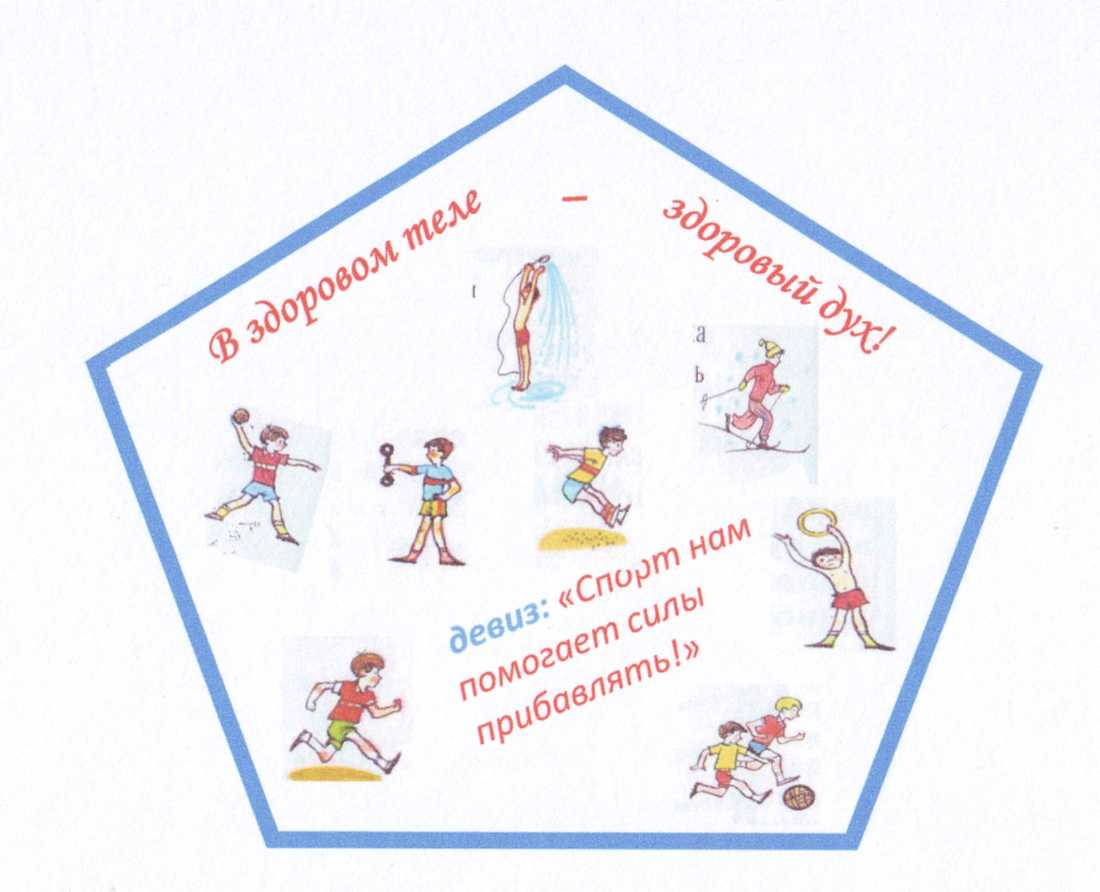 В здоровом теле – здоровый дух!
ı
a
b
девиз: «Спорт нам
помогает силы
прибавлять!»